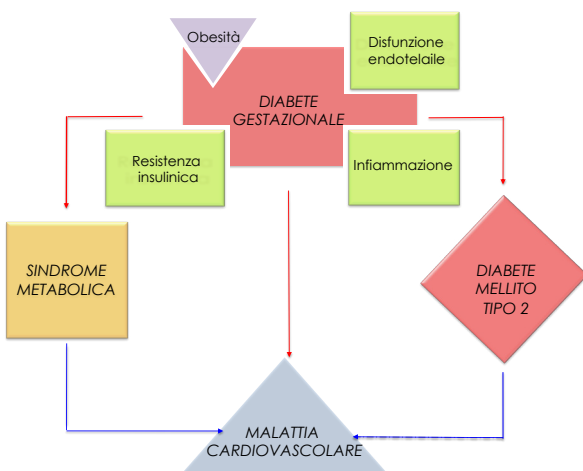 Obesità
Disfunzione
endotelaile
DIABETE
GESTAZIONALE
Resistenza
insulinica
Infiammazione
SINDROME
METABOLICA
DIABETE
MELLITO
TIPO 2
MALATTIA
CARDIOVASCOLARE